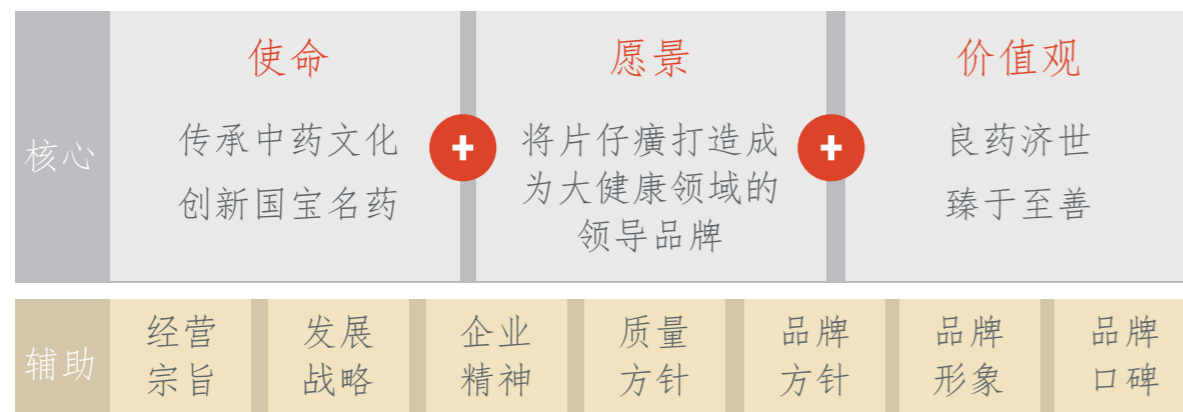 核心
使命
传承中药文化
创新国宝名药
+
愿景
将片仔癀打造成
为大健康领域的
领导品牌
+
价值观
良药济世
臻于至善
辅助
经营
宗旨
发展
战略
企业
精神
质量
方针
品牌
方针
品牌
形象
品牌
口碑